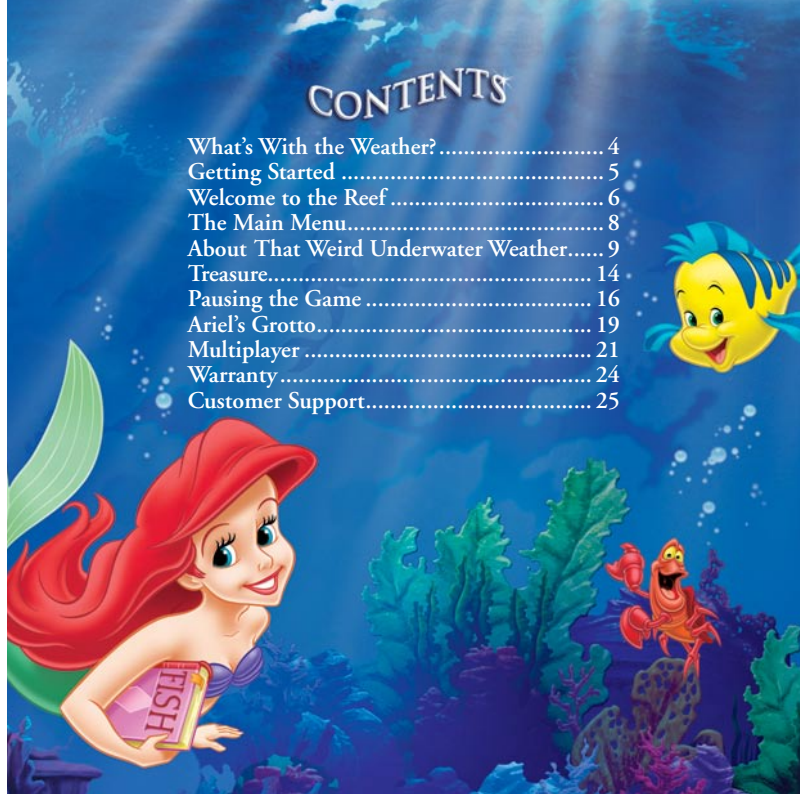 CONTENTS
What's With the Weather?........................... 4
Getting Started ........................................... 5
Welcome to the Reef ................................... 6
The Main Menu.......................................... 8
About That Weird Underwater Weather...... 9
Treasure..................................................... 14
Pausing the Game ..................................... 16
Ariel's Grotto............................................. 19
Multiplayer ............................................... 21
Warranty................................................... 24
Customer Support..................................... 25
FISH